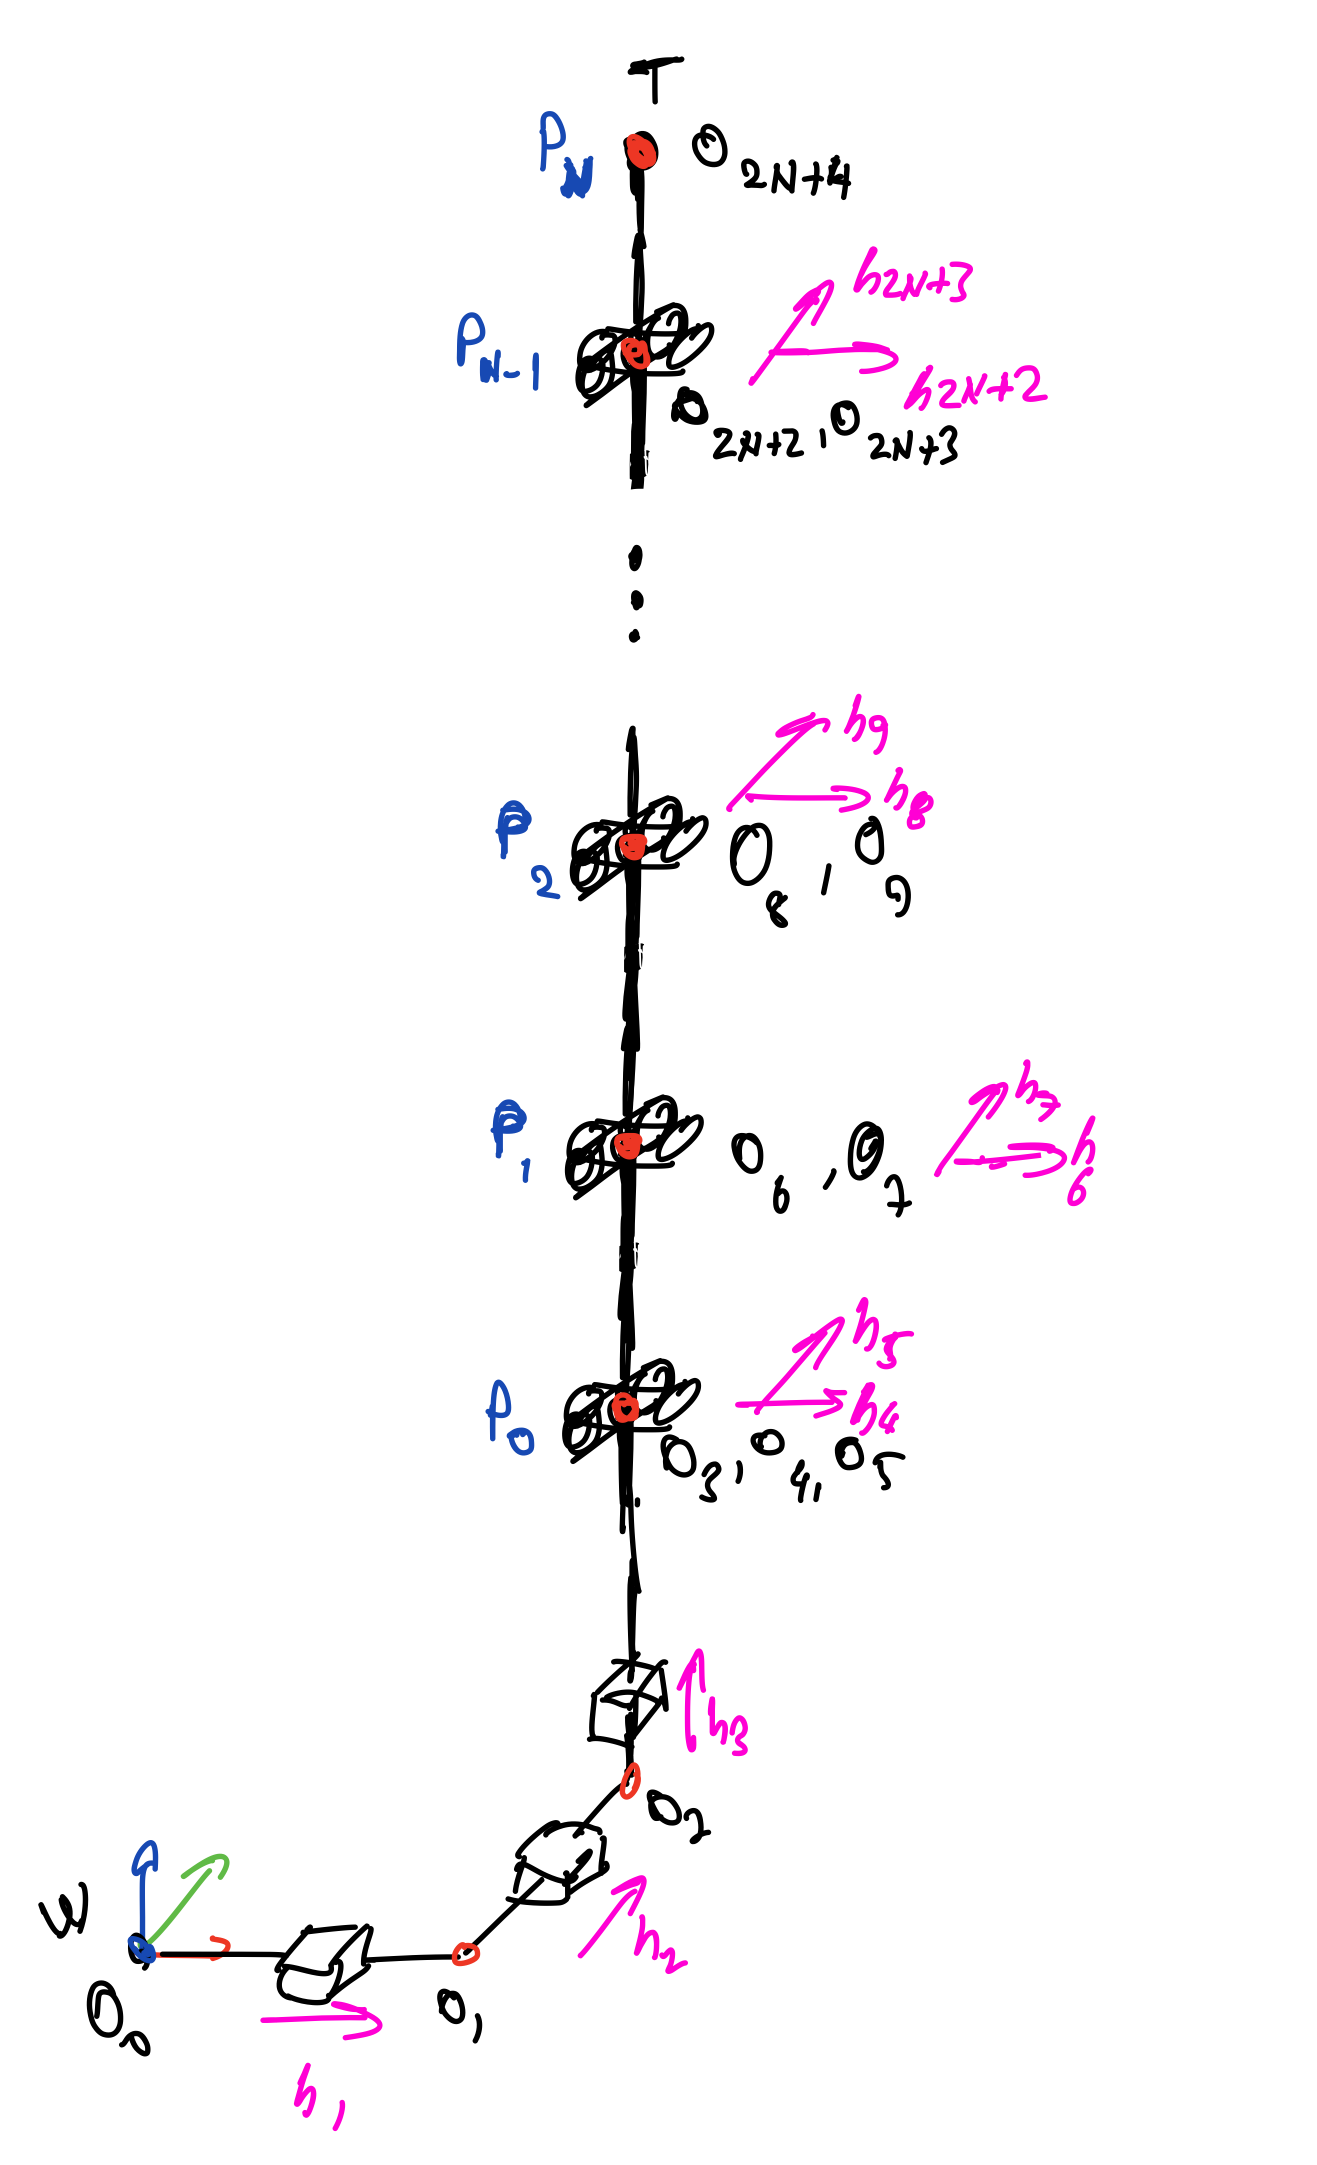 T
P_N O_{2N+4}
h_{2N+3}
P_{N-1} h_{2N+2}
O_{2N+2}, O_{2N+3}
h_9
h_8
P_2 O_8, O_9
h_7
P_1 O_6, O_7 h_6
h_5
P_0 h_4
O_3, O_4, O_5
h_3
O_2
W h_2
O_0 O_1
h_1